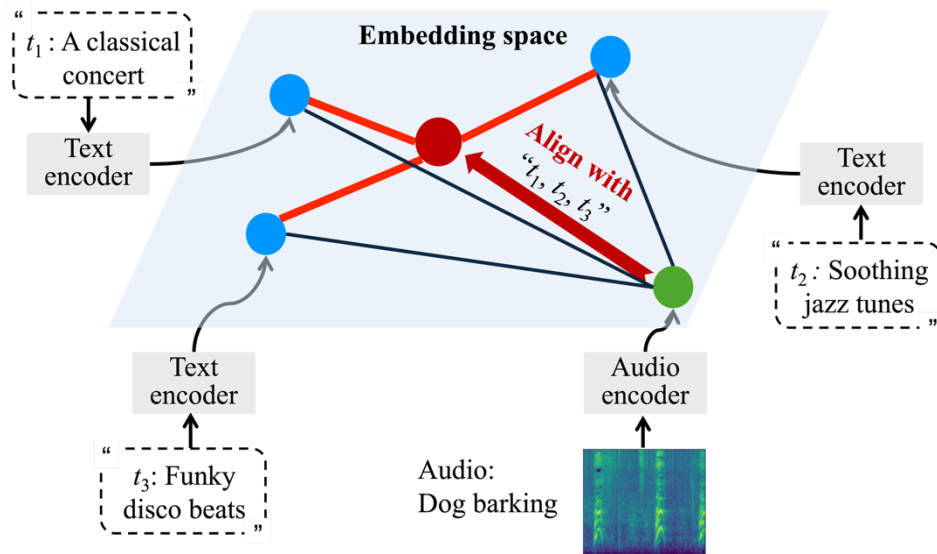 “
t₁ : A classical
concert
”
Text
encoder
Embedding space
Align with
“t₁, t₂, t₃”
Text
encoder
“
t₂ : Soothing
jazz tunes
”
Text
encoder
“
t₃: Funky
disco beats
”
Audio
encoder
Audio:
Dog barking